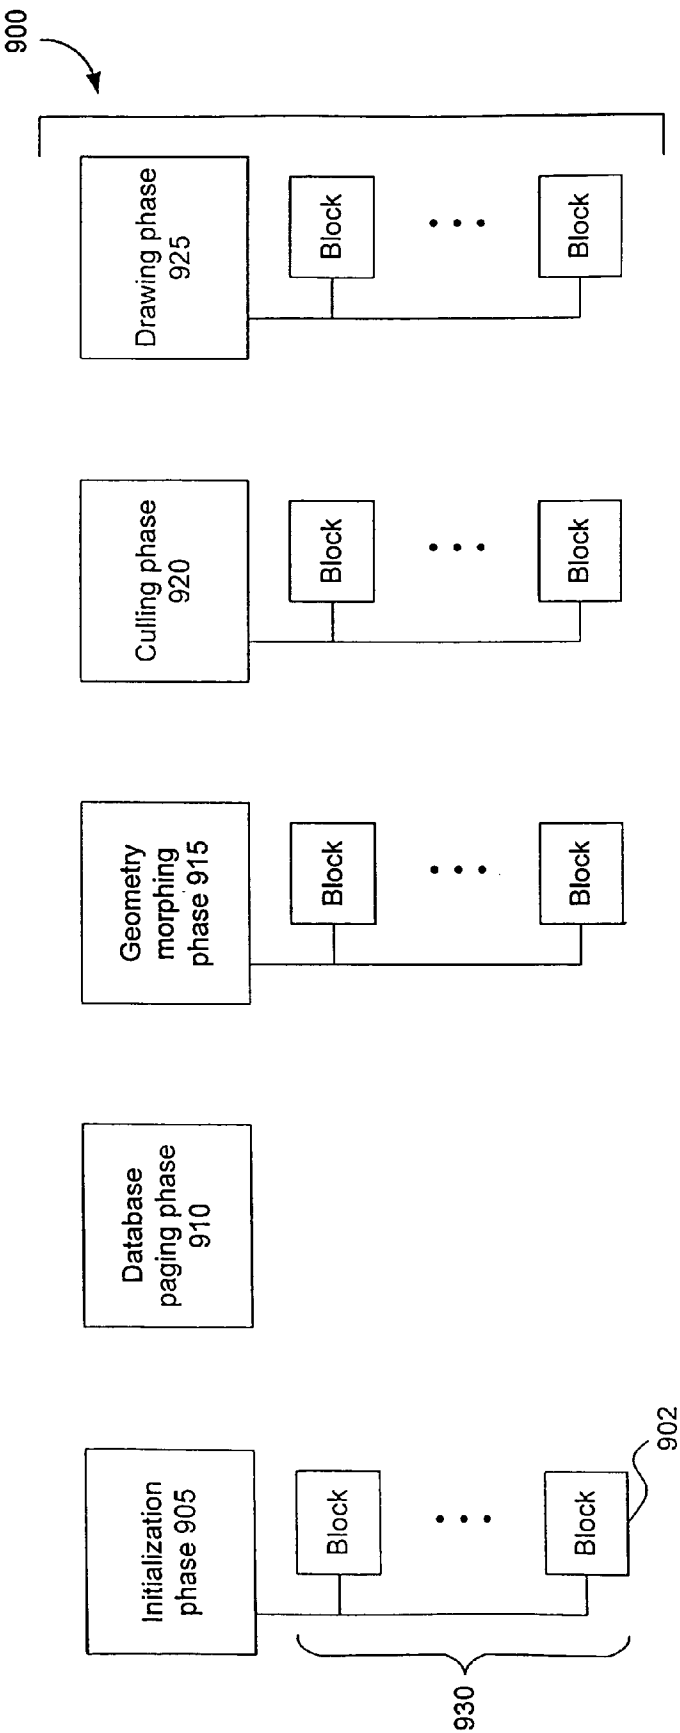 900
Initialization
phase 905
Database
paging phase
910
Geometry
morphing
phase 915
Culling phase
920
Drawing phase
925
Block
Block
Block
Block
Block
Block
Block
Block
930
902